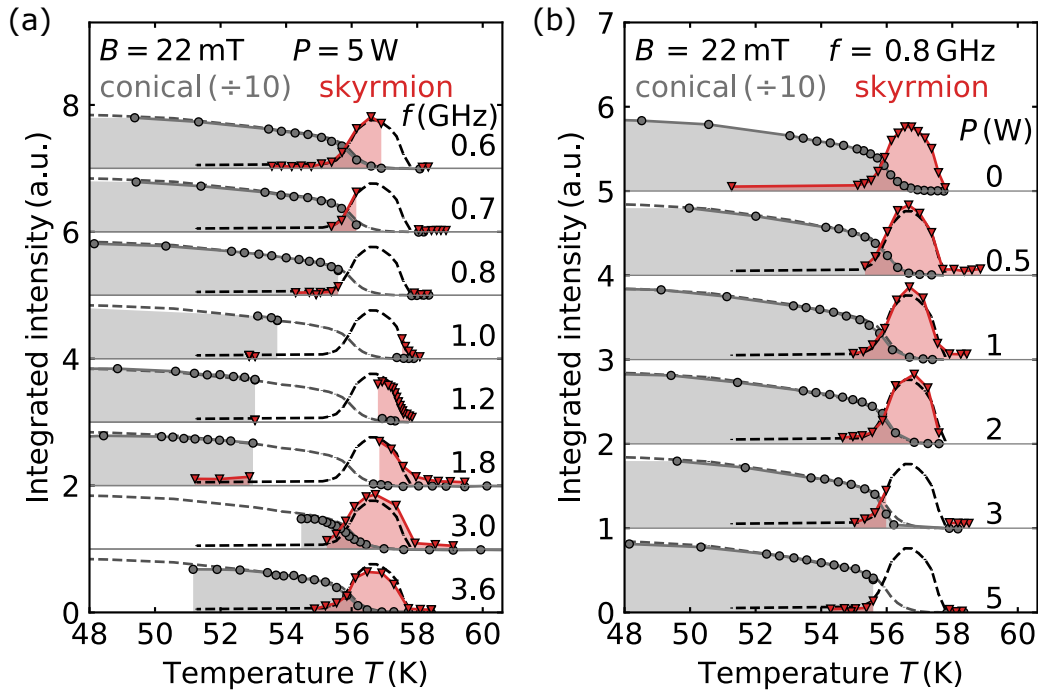 (a)
B = 22 mT P = 5 W
conical (÷10) skyrmion
f (GHz)
0.6
0.7
0.8
1.0
1.2
1.8
3.0
3.6
8
6
4
2
0
Integrated intensity (a.u.)
48 50 52 54 56 58 60
Temperature T (K)
(b)
B = 22 mT f = 0.8 GHz
conical (÷10) skyrmion
P (W)
0
0.5
1
2
3
5
7
6
5
4
3
2
1
0
Integrated intensity (a.u.)
48 50 52 54 56 58 60
Temperature T (K)